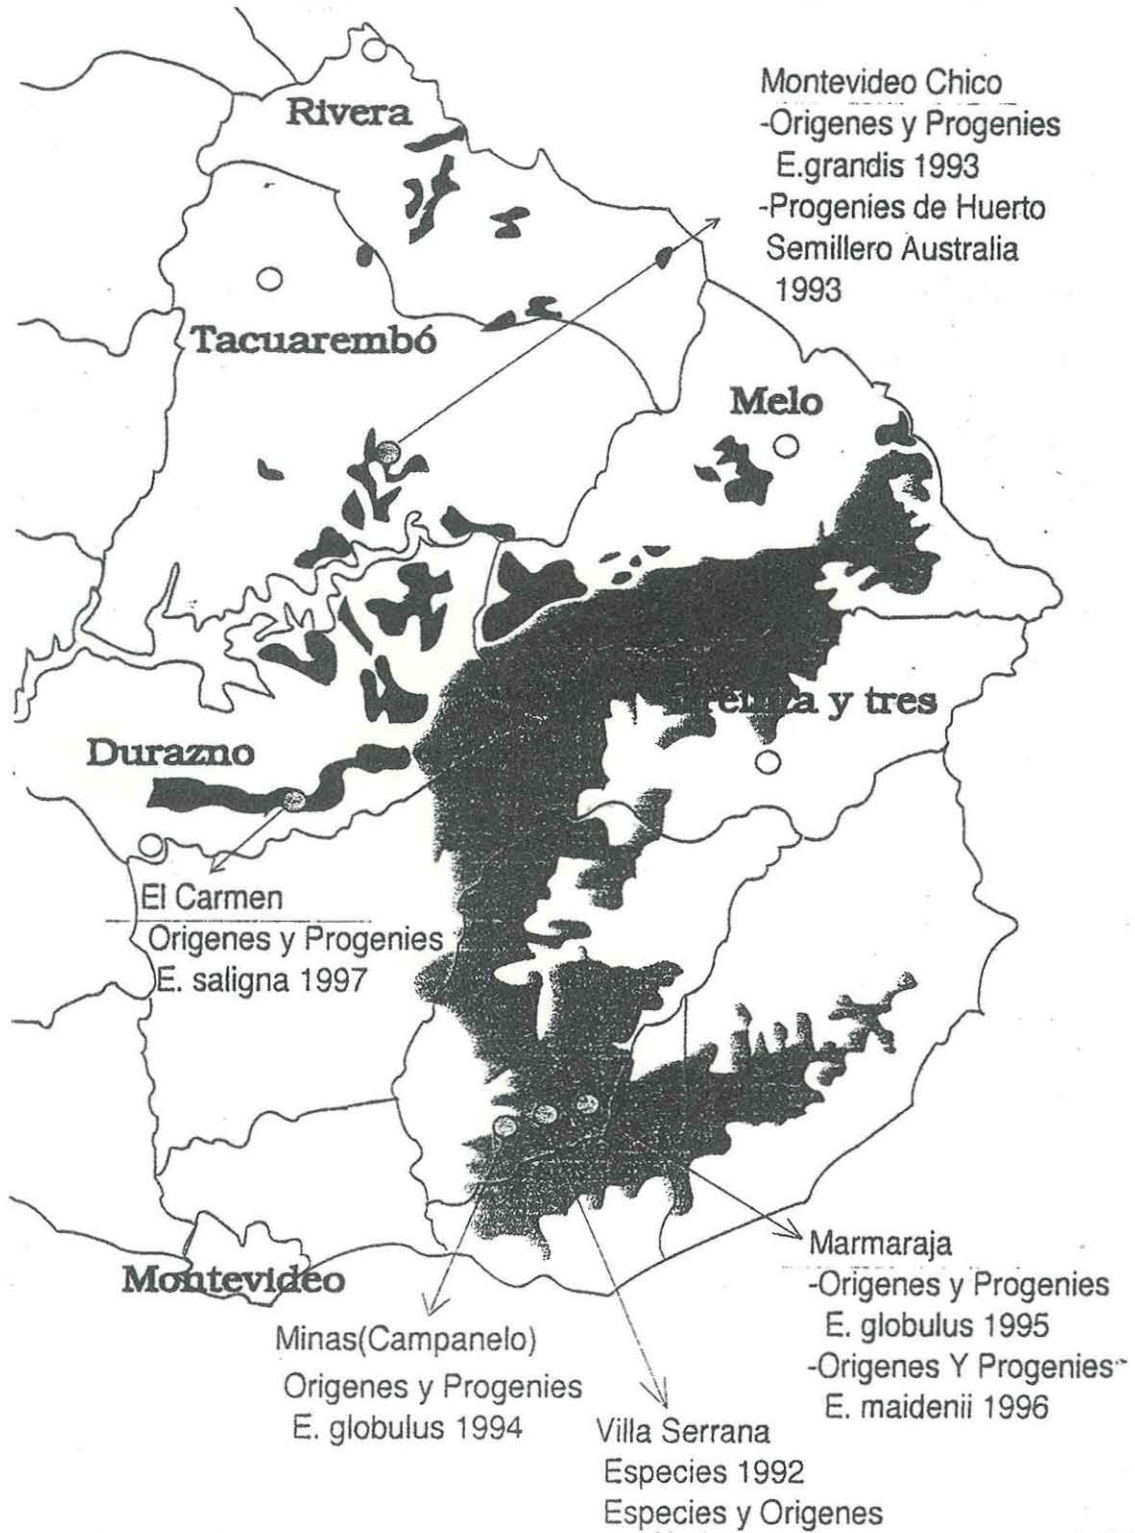 Rivera
Montevideo Chico
-Origenes y Progenies
E.grandis 1993
-Progenies de Huerto
Semillero Australia
1993
Tacuarembó
Melo
y tres
Durazno
El Carmen
Origenes y Progenies
E. saligna 1997
Montevideo
Marmaraja
-Origenes y Progenies
E. globulus 1995
-Origenes Y Progenies
E. maidenii 1996
Minas(Campanelo)
Origenes y Progenies
E. globulus 1994
Villa Serrana
Especies 1992
Especies y Origenes